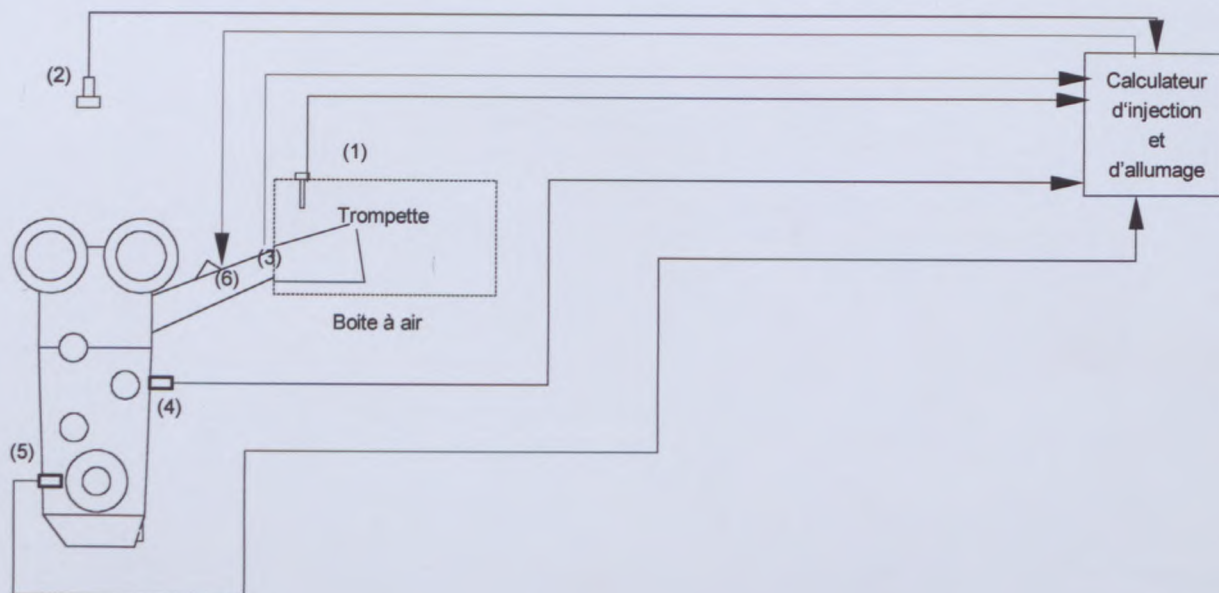 (2)
Calculateur
d'injection
et
d'allumage
(1)
Trompette
(3)
(6)
Boite à air
(4)
(5)